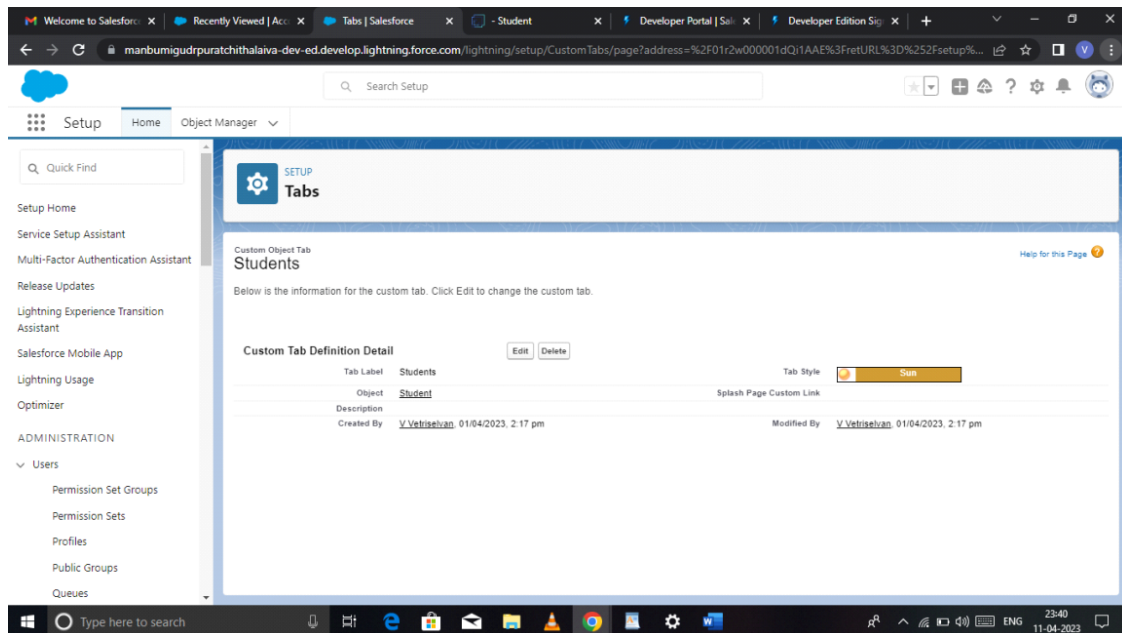 Welcome to Salesforc
Recently Viewed | Acc
Tabs | Salesforce
- Student
Developer Portal | Sal
Developer Edition Sig
manbumigudrpuratchithalaiva-dev-ed.develop.lightning.force.com/lightning/setup/CustomTabs/page?address=%2F01r2w000001dQi1AAE%3FretURL%3D%252Fsetup%...
V
Search Setup
Setup
Home
Object Manager
Quick Find
Setup Home
Service Setup Assistant
Multi-Factor Authentication Assistant
Release Updates
Lightning Experience Transition
Assistant
Salesforce Mobile App
Lightning Usage
Optimizer
ADMINISTRATION
Users
Permission Set Groups
Permission Sets
Profiles
Public Groups
Queues
SETUP
Tabs
Custom Object Tab
Students
Help for this Page
Below is the information for the custom tab. Click Edit to change the custom tab.
Custom Tab Definition Detail Edit Delete
Tab Label Students Tab Style Sun
Object Student Splash Page Custom Link
Description
Created By V Vetriselvan, 01/04/2023, 2:17 pm Modified By V Vetriselvan, 01/04/2023, 2:17 pm
Type here to search
ENG
23:40
11-04-2023